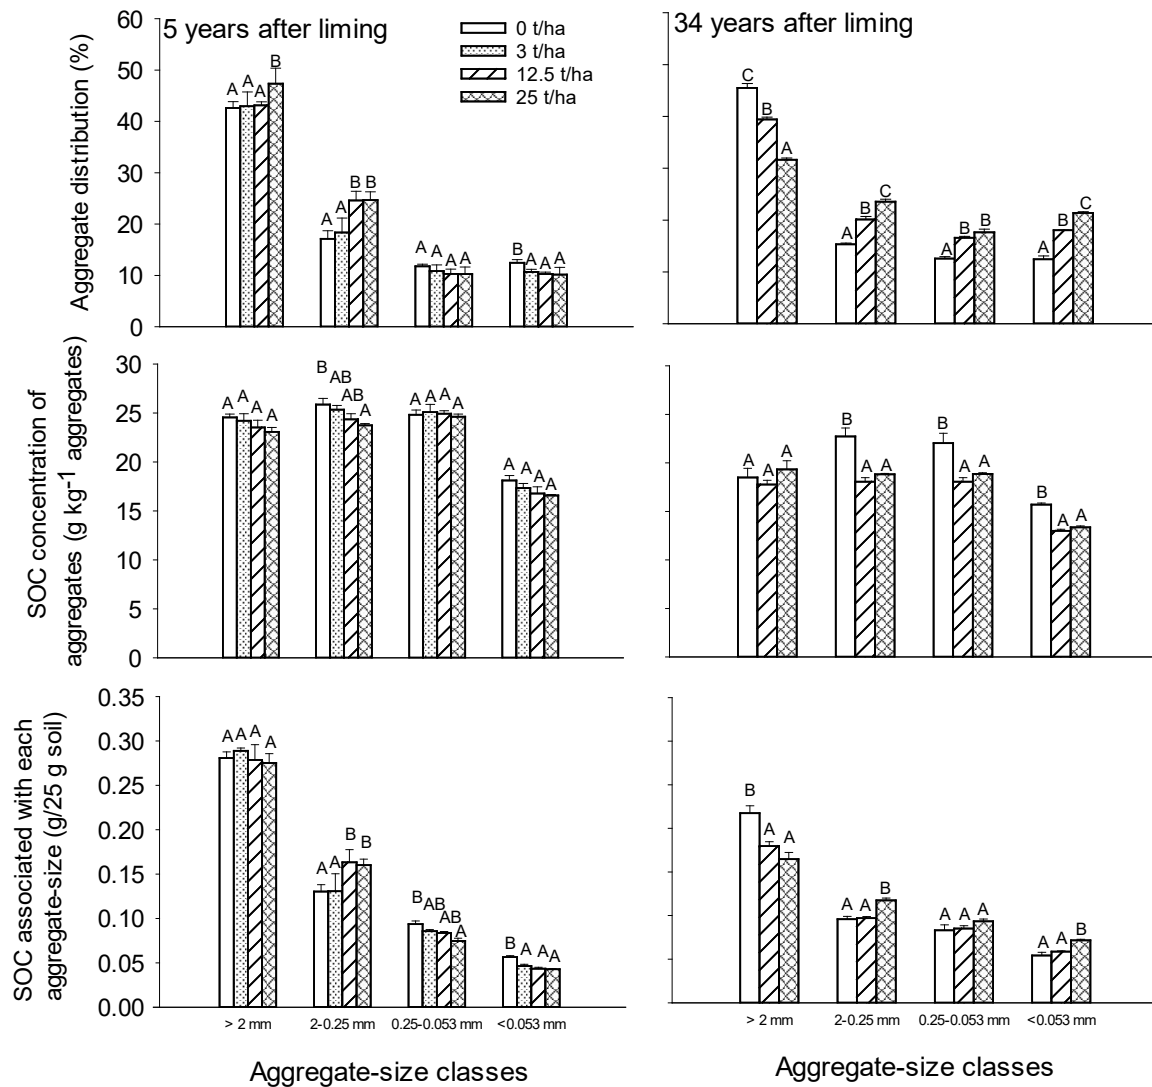 5 years after liming
0 t/ha
3 t/ha
12.5 t/ha
25 t/ha
34 years after liming
Aggregate distribution (%)
60
50
40
30
20
10
0
A A A B
A A B B
A A A A
B A A A
C B A
A B C
A B B
A B C
SOC concentration of
aggregates (g kg⁻¹ aggregates)
30
25
20
15
10
5
0
A A A A
B AB AB A
A A A A
A A A A
A A A
B A A
B A A
B A A
SOC associated with each
aggregate-size (g/25 g soil)
0.35
0.30
0.25
0.20
0.15
0.10
0.05
0.00
A A A A
A A B B
B AB AB A
B A A A
B A A
A A B
A A A
A A B
> 2 mm 2-0.25 mm 0.25-0.053 mm <0.053 mm
> 2 mm 2-0.25 mm 0.25-0.053 mm <0.053 mm
Aggregate-size classes
Aggregate-size classes